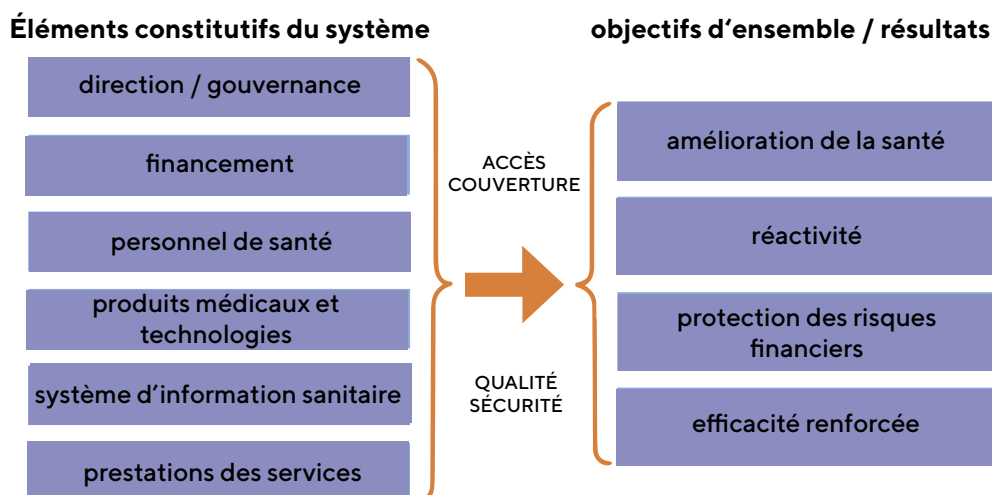 Éléments constitutifs du système
direction / gouvernance
financement
personnel de santé
produits médicaux et
technologies
système d’information sanitaire
prestations des services
ACCÈS
COUVERTURE
QUALITÉ
SÉCURITÉ
objectifs d’ensemble / résultats
amélioration de la santé
réactivité
protection des risques
financiers
efficacité renforcée